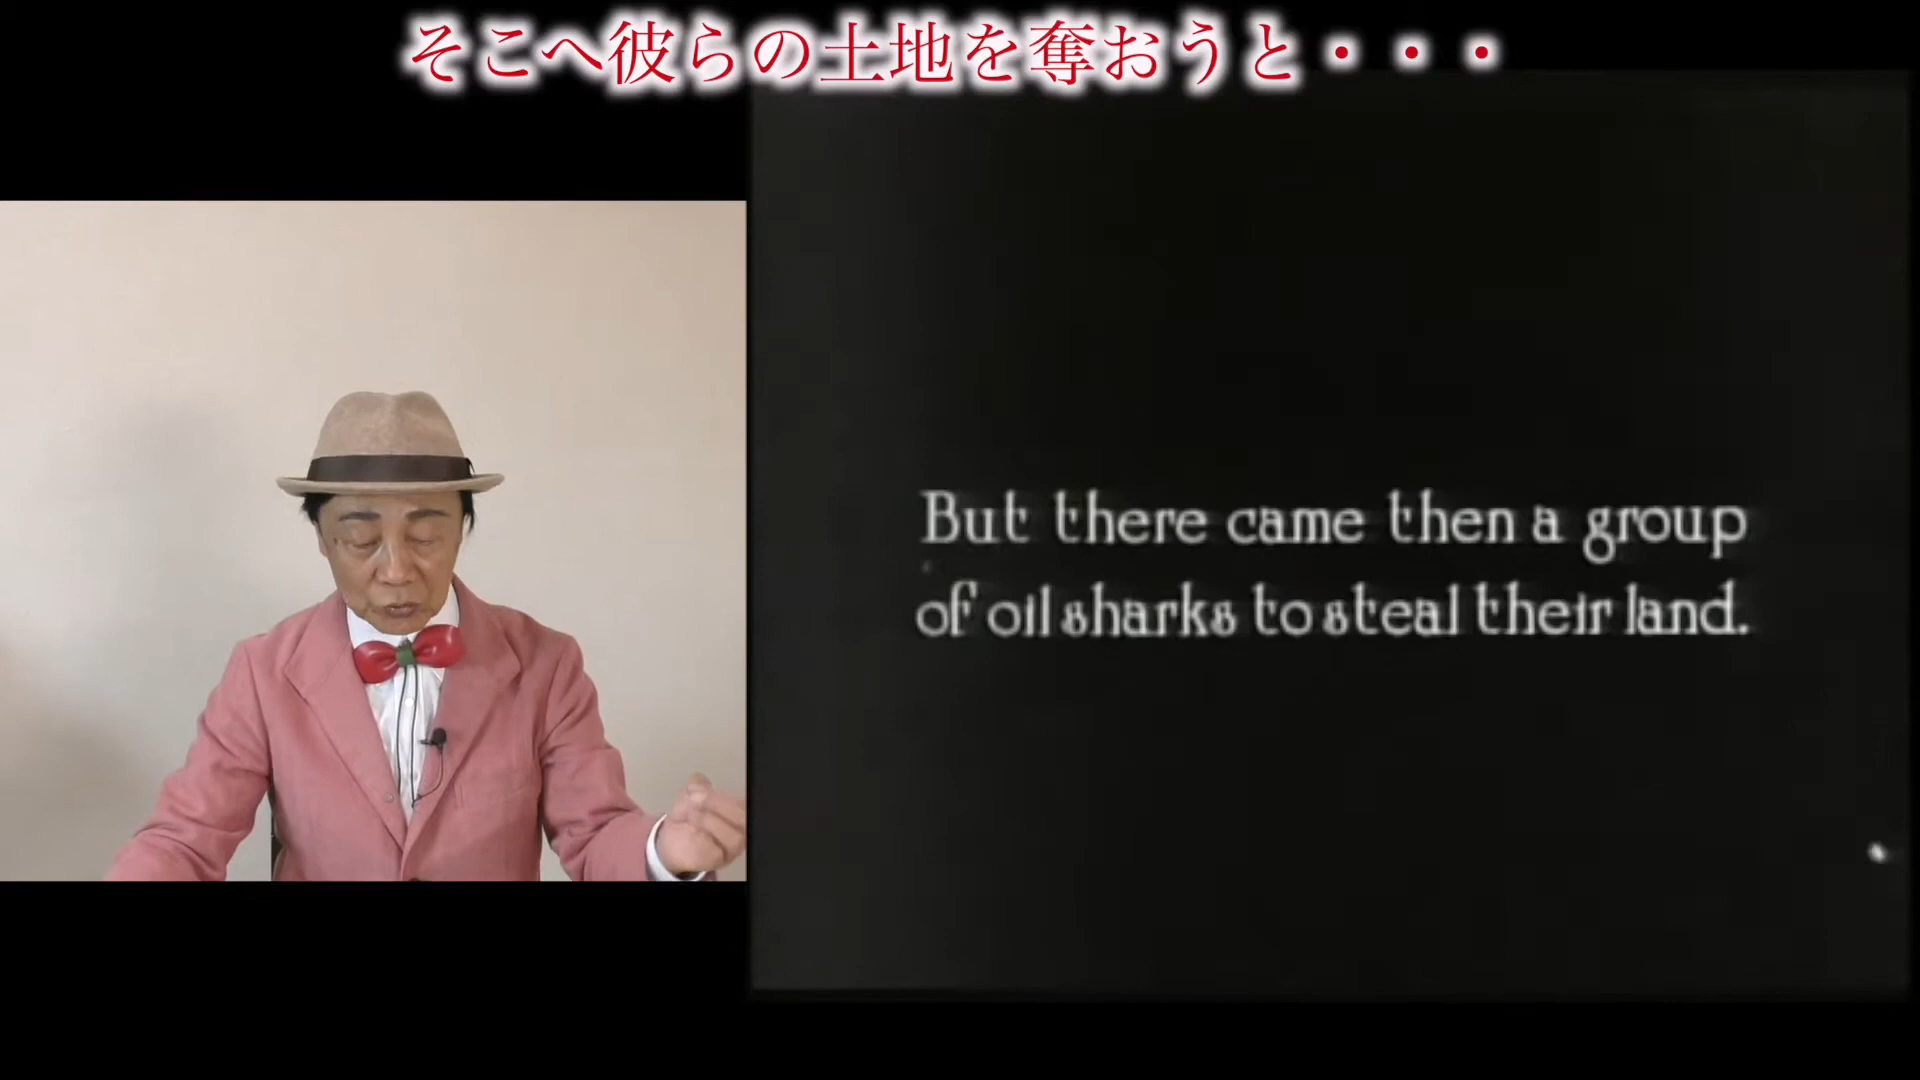 そこへ彼らの土地を奪おうと・・・
But there came then a group
of oil sharks to steal their land.